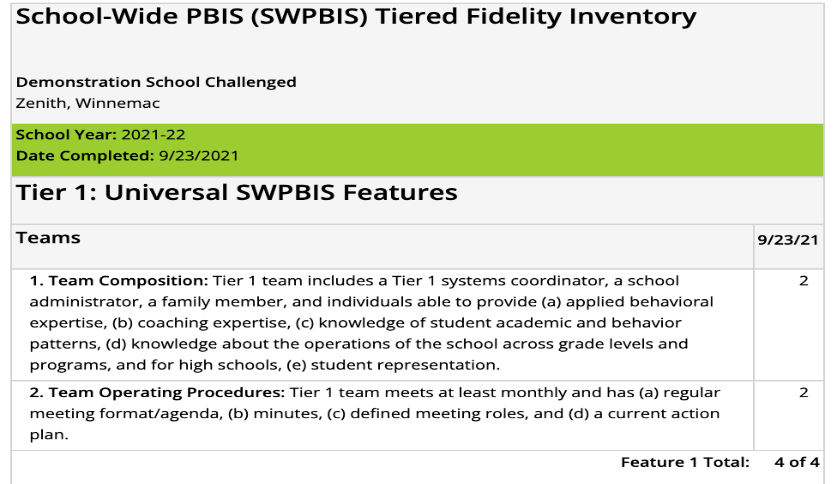 School-Wide PBIS (SWPBIS) Tiered Fidelity Inventory
Demonstration School Challenged
Zenith, Winnemac
School Year: 2021-22
Date Completed: 9/23/2021
Tier 1: Universal SWPBIS Features
Teams 9/23/21
1. Team Composition: Tier 1 team includes a Tier 1 systems coordinator, a school 2
administrator, a family member, and individuals able to provide (a) applied behavioral
expertise, (b) coaching expertise, (c) knowledge of student academic and behavior
patterns, (d) knowledge about the operations of the school across grade levels and
programs, and for high schools, (e) student representation.
2. Team Operating Procedures: Tier 1 team meets at least monthly and has (a) regular 2
meeting format/agenda, (b) minutes, (c) defined meeting roles, and (d) a current action
plan.
Feature 1 Total: 4 of 4